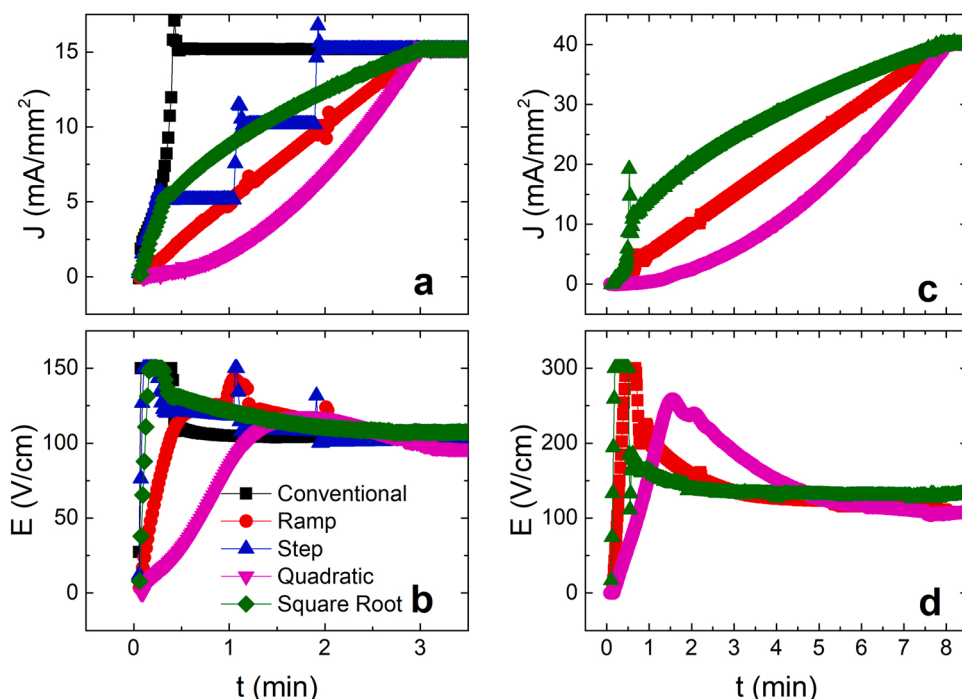 J (mA/mm²)
15
10
5
0
a
J (mA/mm²)
40
30
20
10
0
c
E (V/cm)
150
100
50
0
Conventional
Ramp
Step
Quadratic
Square Root
b
0 1 2 3
t (min)
E (V/cm)
300
200
100
0
d
0 1 2 3 4 5 6 7 8
t (min)